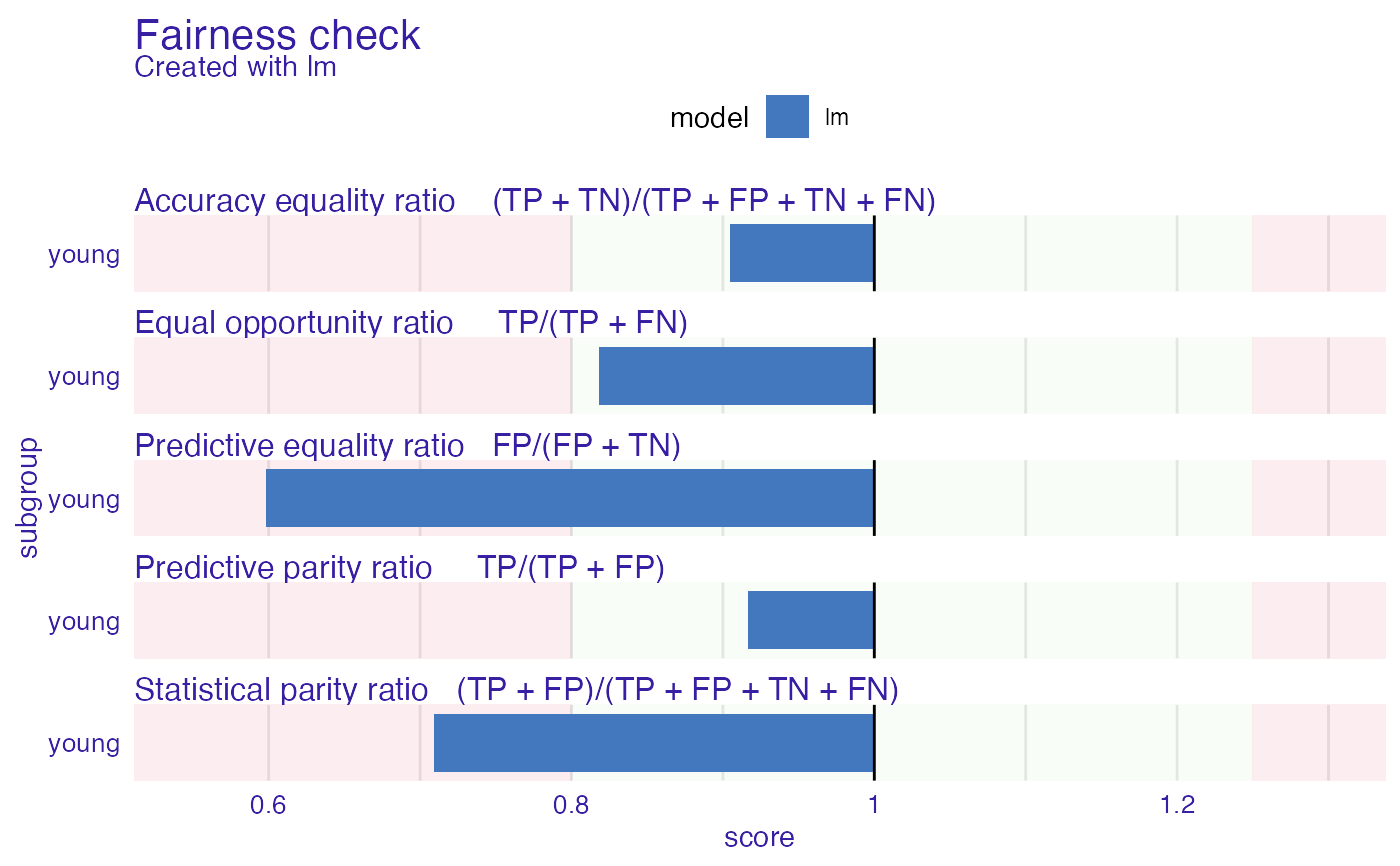 Fairness check
Created with lm
model lm
Accuracy equality ratio (TP + TN)/(TP + FP + TN + FN)
young
Equal opportunity ratio TP/(TP + FN)
young
Predictive equality ratio FP/(FP + TN)
young
Predictive parity ratio TP/(TP + FP)
young
Statistical parity ratio (TP + FP)/(TP + FP + TN + FN)
young
subgroup
0.6 0.8 1 1.2
score